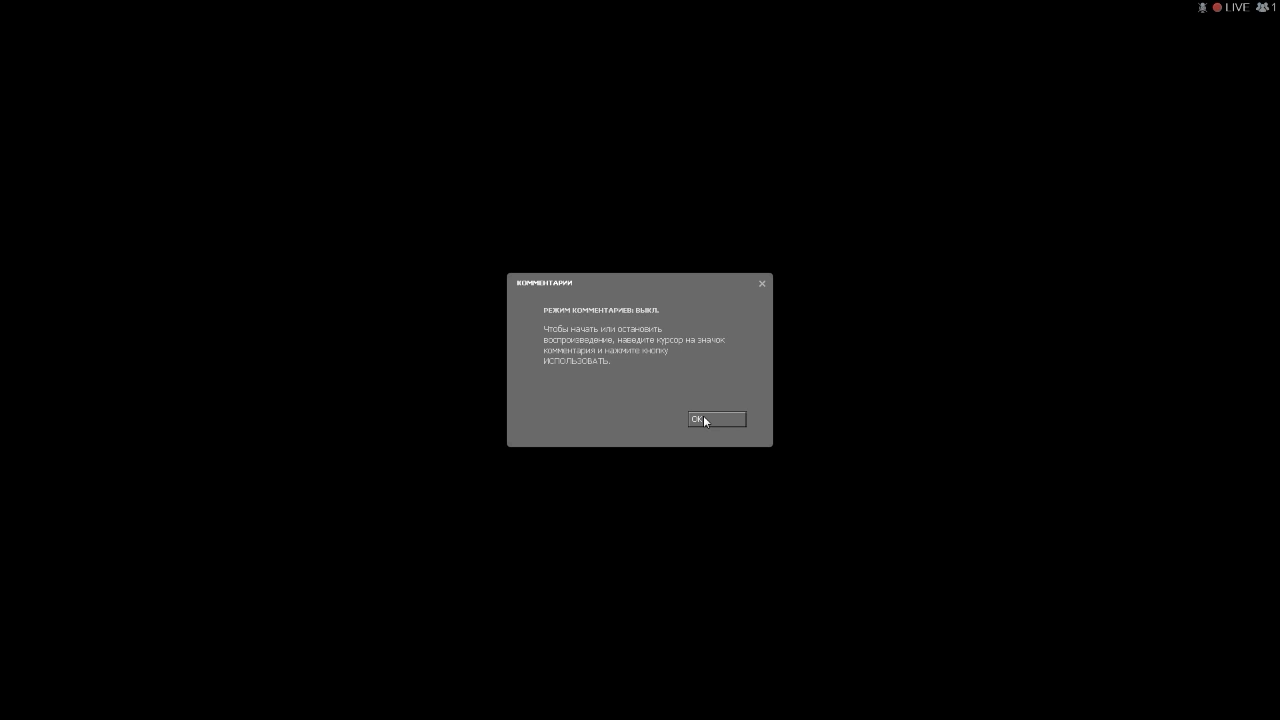 LIVE 1
КОММЕНТАРИИ
РЕЖИМ КОММЕНТАРИЕВ: ВЫКЛ.
Чтобы начать или остановить
воспроизведение, наведите курсор на значок
комментария и нажмите кнопку
ИСПОЛЬЗОВАТЬ.
OK